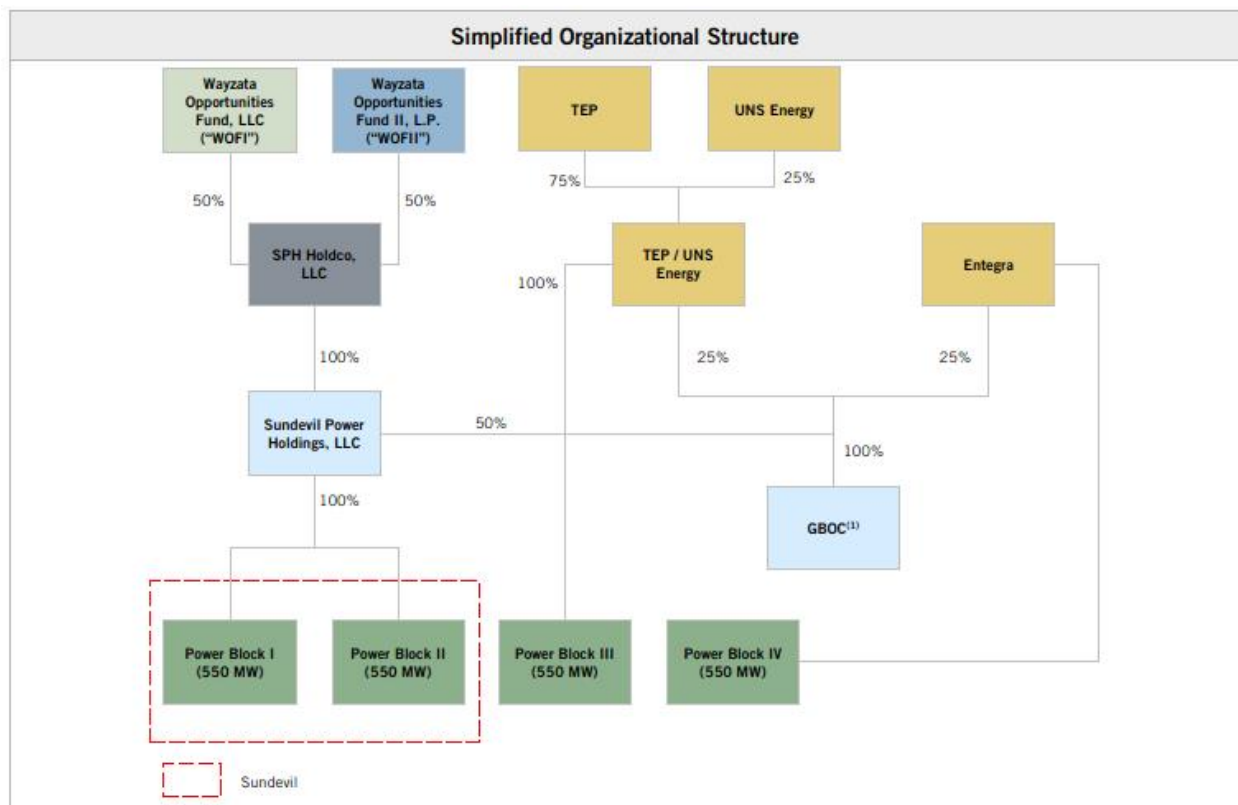 Simplified Organizational Structure
Wayzata
Opportunities
Fund, LLC
(“WOFI”)
Wayzata
Opportunities
Fund II, L.P.
(“WOFII”)
TEP
UNS Energy
50%
50%
75%
25%
SPH Holdco,
LLC
TEP / UNS
Energy
Entegra
100%
100%
25%
25%
Sundevil Power
Holdings, LLC
50%
100%
100%
GBOC(1)
Power Block I
(550 MW)
Power Block II
(550 MW)
Power Block III
(550 MW)
Power Block IV
(550 MW)
Sundevil